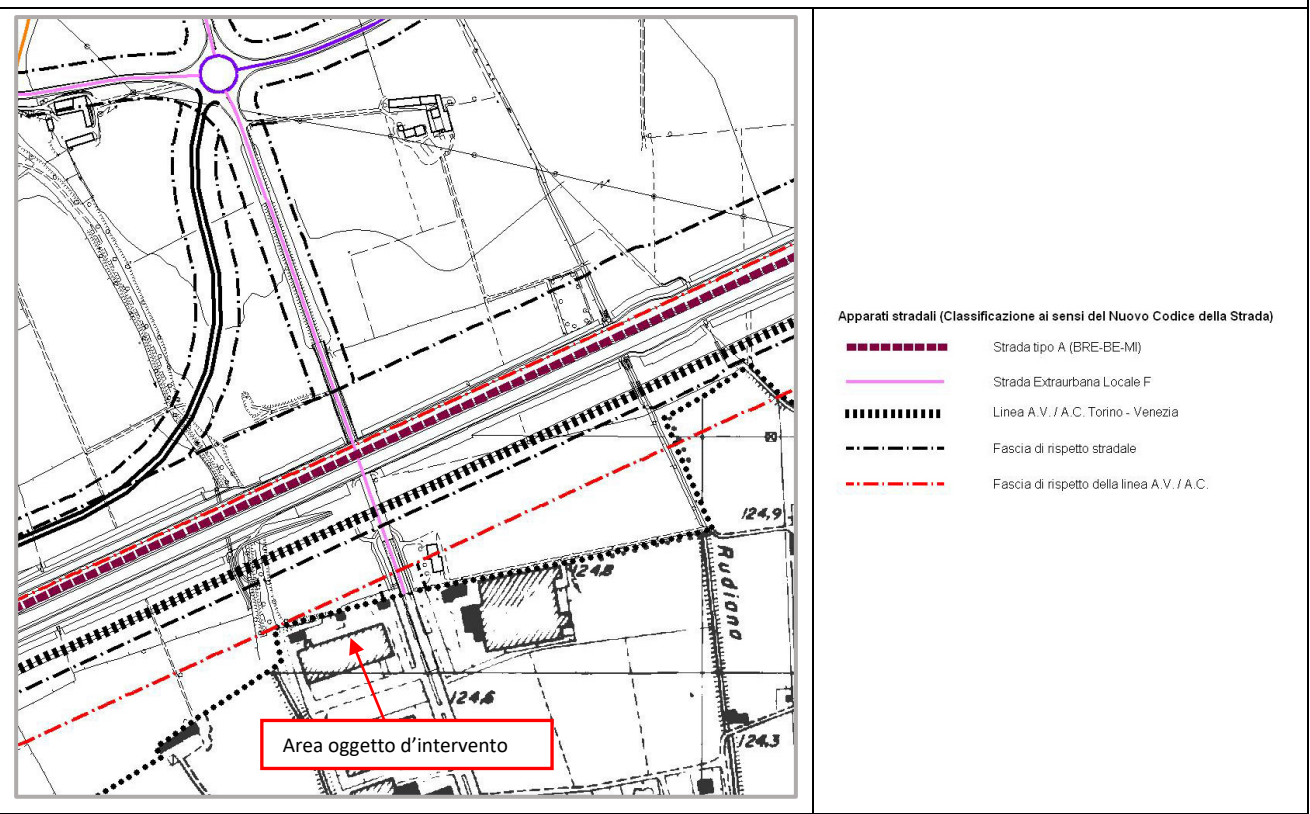 124,9
Rudiano
124,8
124,6
Area oggetto d'intervento
124,3
Apparati stradali (Classificazione ai sensi del Nuovo Codice della Strada)
Strada tipo A (BRE-BE-MI)
Strada Extraurbana Locale F
Linea A.V. / A.C. Torino - Venezia
Fascia di rispetto stradale
Fascia di rispetto della linea A.V. / A.C.